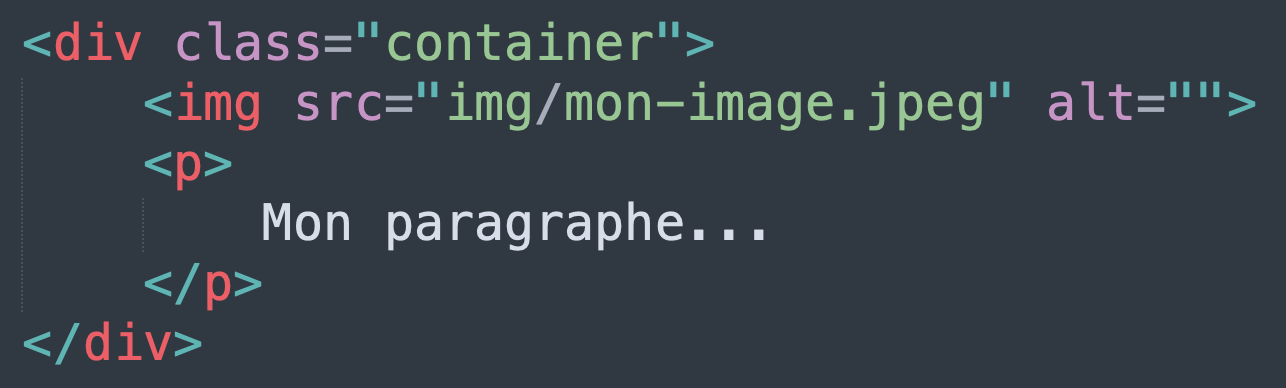 <div class="container">
    <img src="img/mon-image.jpeg" alt="">
    <p>
        Mon paragraphe...
    </p>
</div>